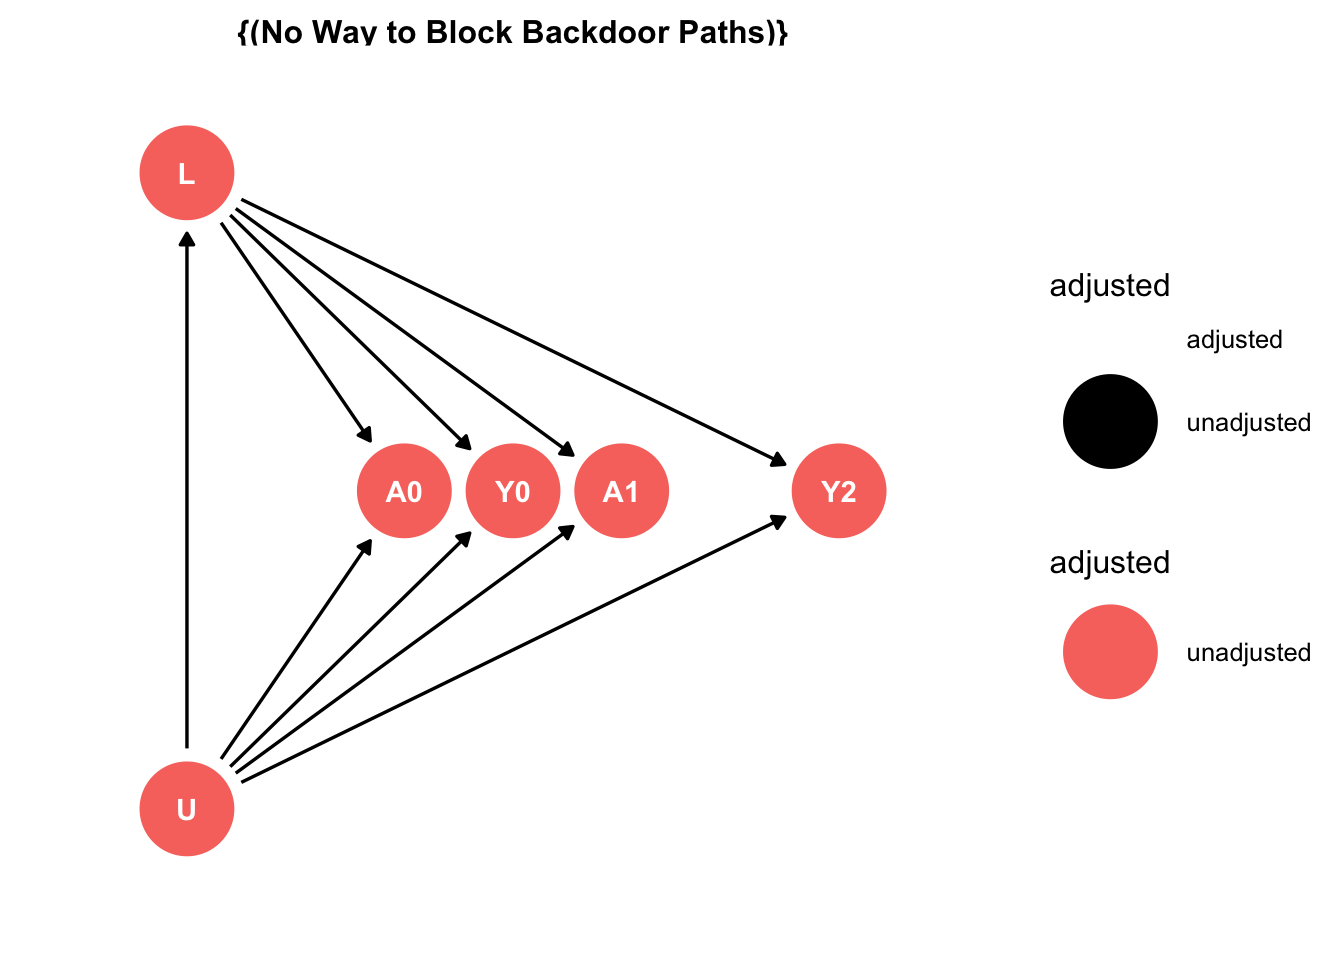 {(No Way to Block Backdoor Paths)}
L
adjusted
adjusted
unadjusted
A0 Y0 A1 Y2
adjusted
unadjusted
U